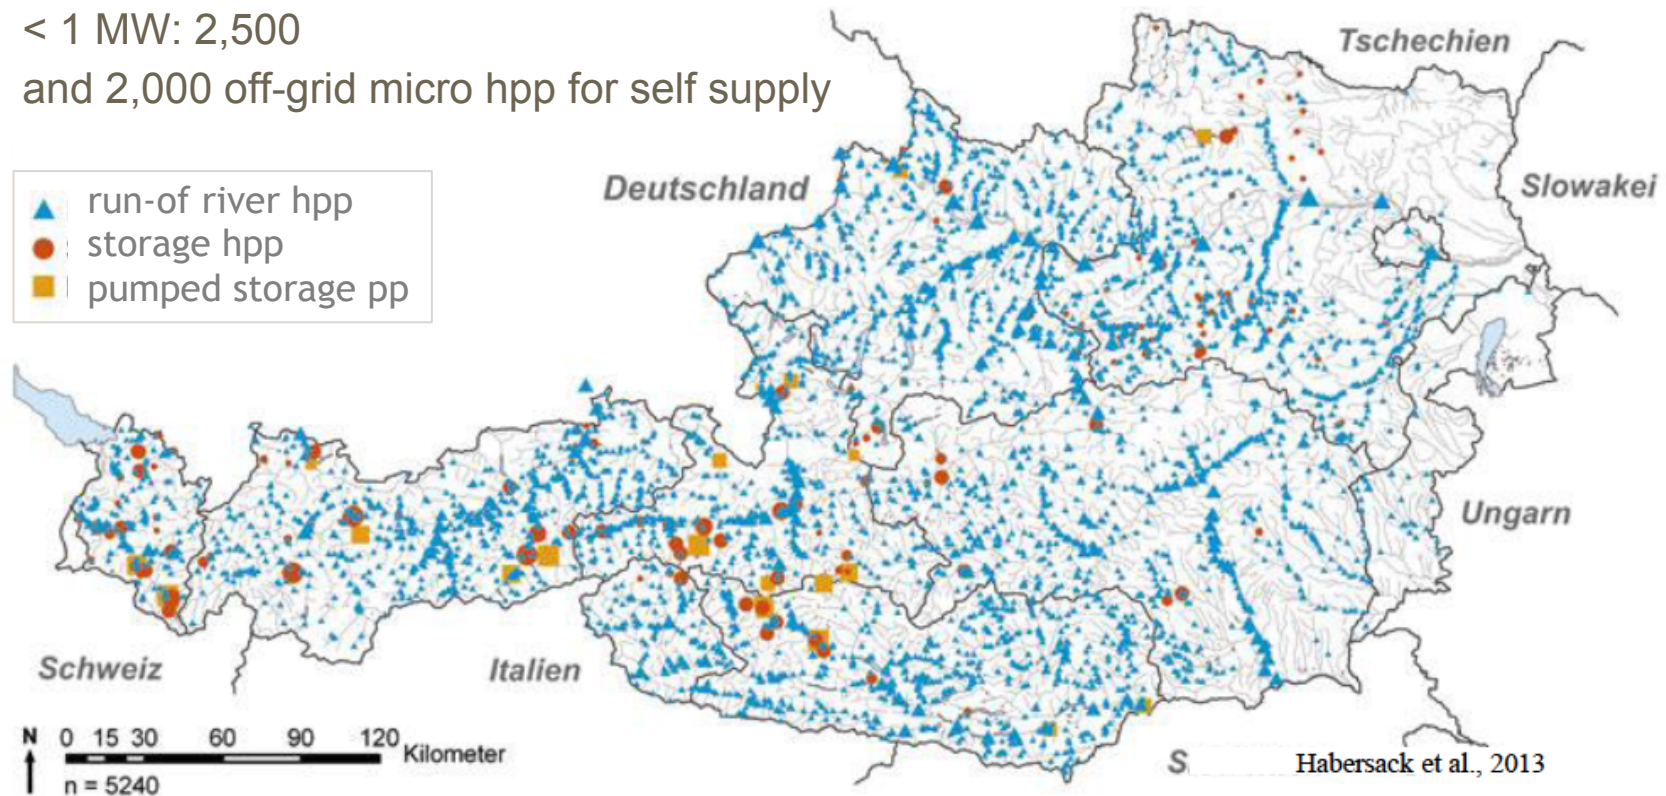 < 1 MW: 2,500
and 2,000 off-grid micro hpp for self supply
Tschechien
Deutschland
Slowakei
run-of river hpp
storage hpp
pumped storage pp
Ungarn
Schweiz
Italien
N 0 15 30 60 90 120 Kilometer
n = 5240
S
Habersack et al., 2013